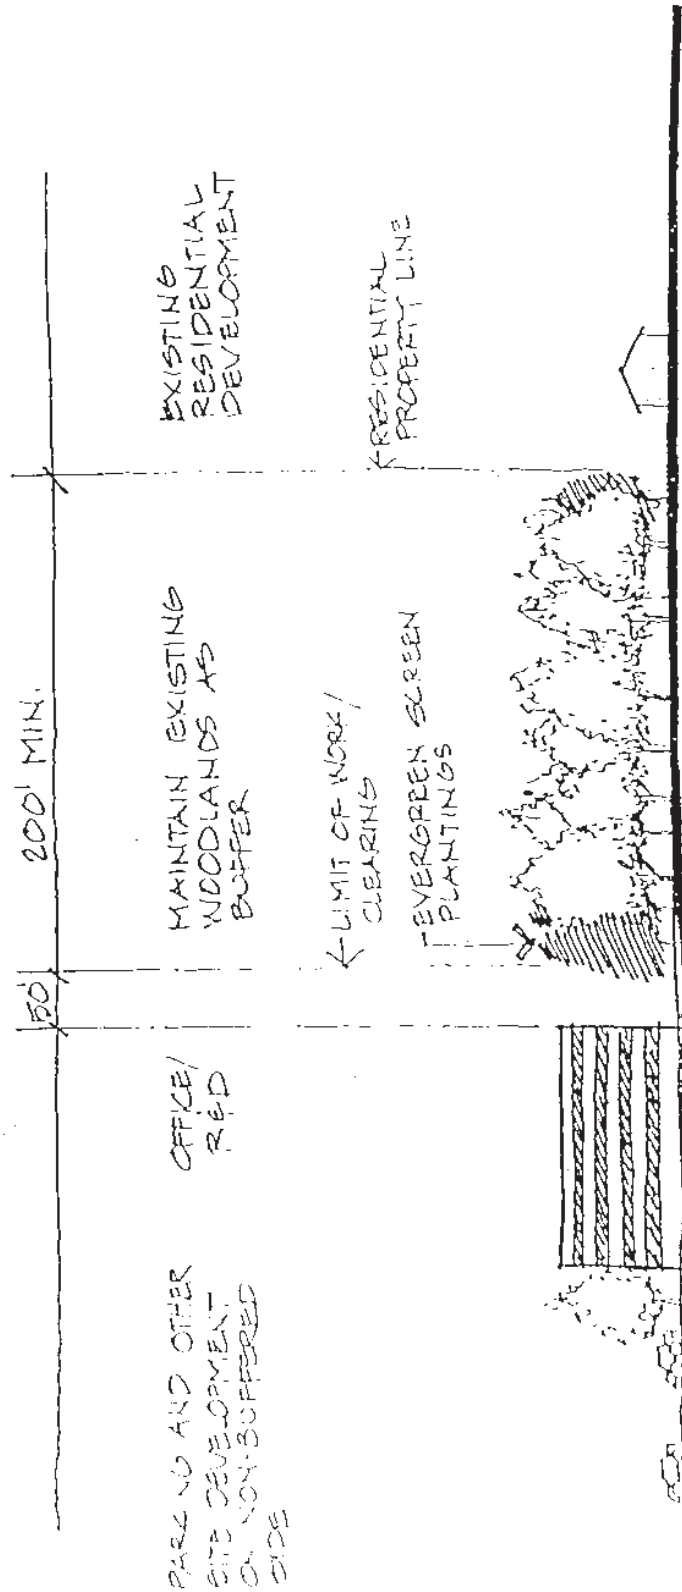 50'
200' MIN.
PARKING AND OTHER
SITE DEVELOPMENT
ON NON-BUFFERED
SIDE
OFFICE/
R&D
MAINTAIN EXISTING
WOODLANDS AS
BUFFER
EXISTING
RESIDENTIAL
DEVELOPMENT
LIMIT OF WORK/
CLEARING
EVERGREEN SCREEN
PLANTINGS
RESIDENTIAL
PROPERTY LINE